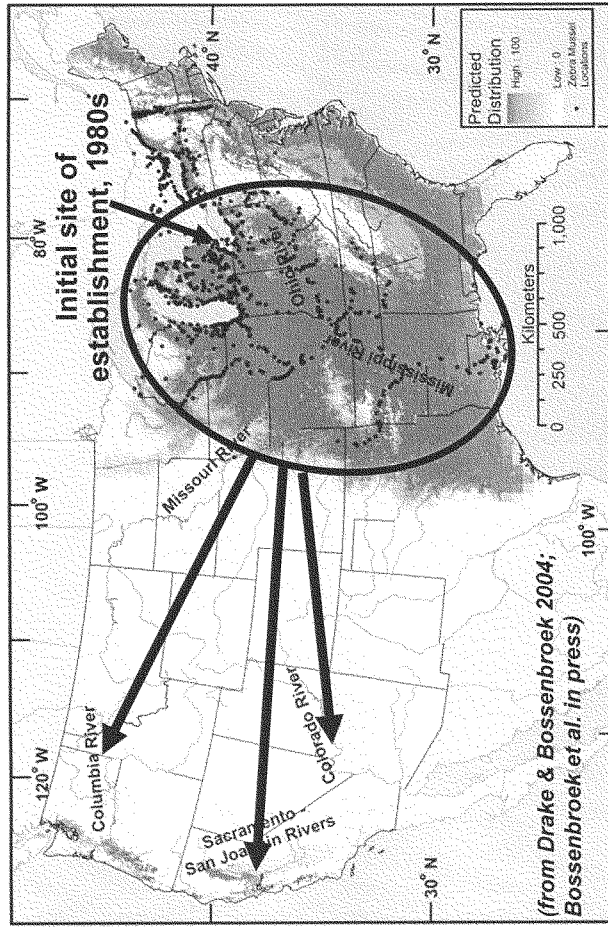 120° W
100° W
80° W
Initial site of
establishment, 1980s
40° N
30° N
Columbia River
Missouri River
Ohio River
Mississippi River
Sacramento -
San Joaquin Rivers
Colorado River
30° N
100° W
(from Drake & Bossenbroek 2004;
Bossenbroek et al. in press)
Kilometers
0 250 500 1,000
Predicted
Distribution
High : 100
Low : 0
Zebra Mussel
Locations